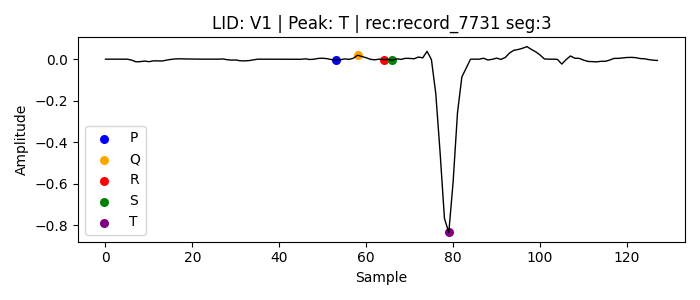 LID: V1 | Peak: T | rec:record_7731 seg:3
Amplitude
0.0
−0.2
−0.4
−0.6
−0.8
P
Q
R
S
T
0
20
40
60
80
100
120
Sample